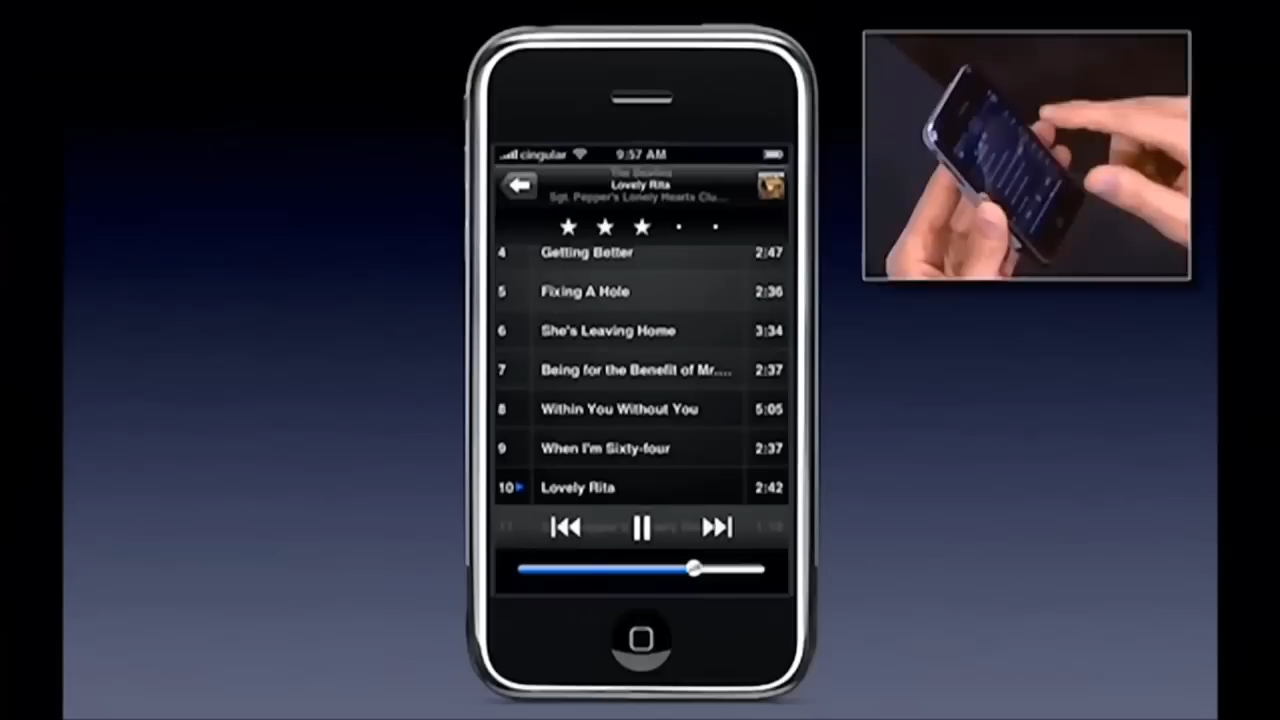 cingular 9:57 AM
The Beatles
Lovely Rita
Sgt. Pepper's Lonely Hearts Clu...
4 Getting Better 2:47
5 Fixing A Hole 2:36
6 She's Leaving Home 3:34
7 Being for the Benefit of Mr.... 2:37
8 Within You Without You 5:05
9 When I'm Sixty-four 2:37
10 Lovely Rita 2:42